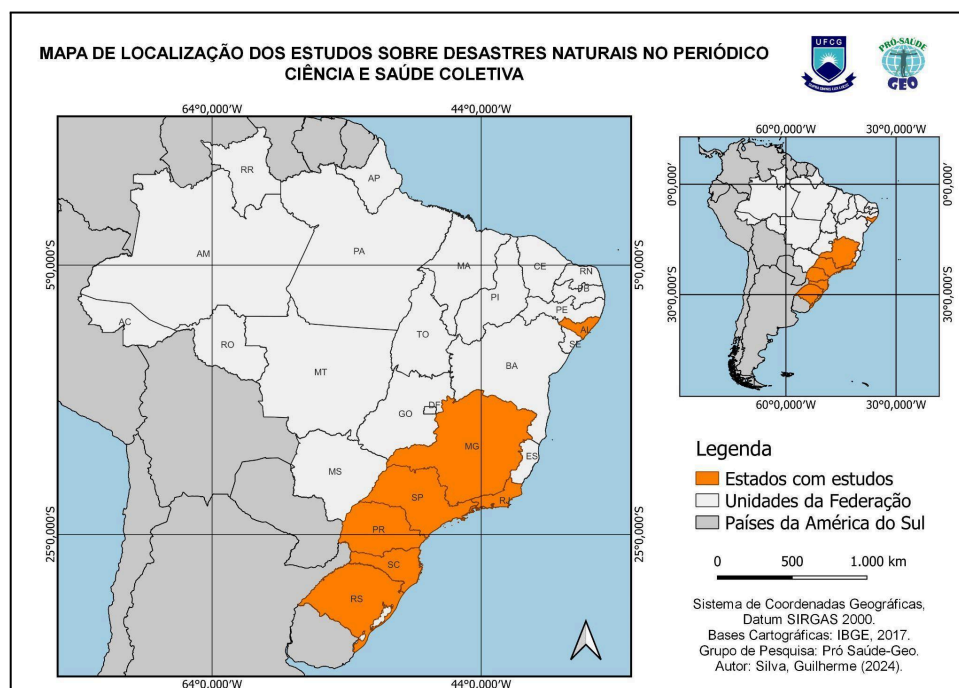 MAPA DE LOCALIZAÇÃO DOS ESTUDOS SOBRE DESASTRES NATURAIS NO PERIÓDICO
CIÊNCIA E SAÚDE COLETIVA
UFCG
PRÓ-SAÚDE
GEO
64°0,000'W
44°0,000'W
60°0,000'W
30°0,000'W
RR
AP
0°0,000'
0°0,000'
AM
PA
MA
CE
RN
5°0,000'S
5°0,000'S
PB
PI
PE
AC
TO
AL
SE
RO
MT
BA
30°0,000'S
30°0,000'S
DF
GO
60°0,000'W
30°0,000'W
MG
ES
MS
Legenda
SP
RJ
Estados com estudos
Unidades da Federação
Países da América do Sul
PR
25°0,000'S
25°0,000'S
SC
0 500 1.000 km
RS
Sistema de Coordenadas Geográficas,
Datum SIRGAS 2000.
Bases Cartográficas: IBGE, 2017.
Grupo de Pesquisa: Pró Saúde-Geo.
Autor: Silva, Guilherme (2024).
64°0,000'W
44°0,000'W